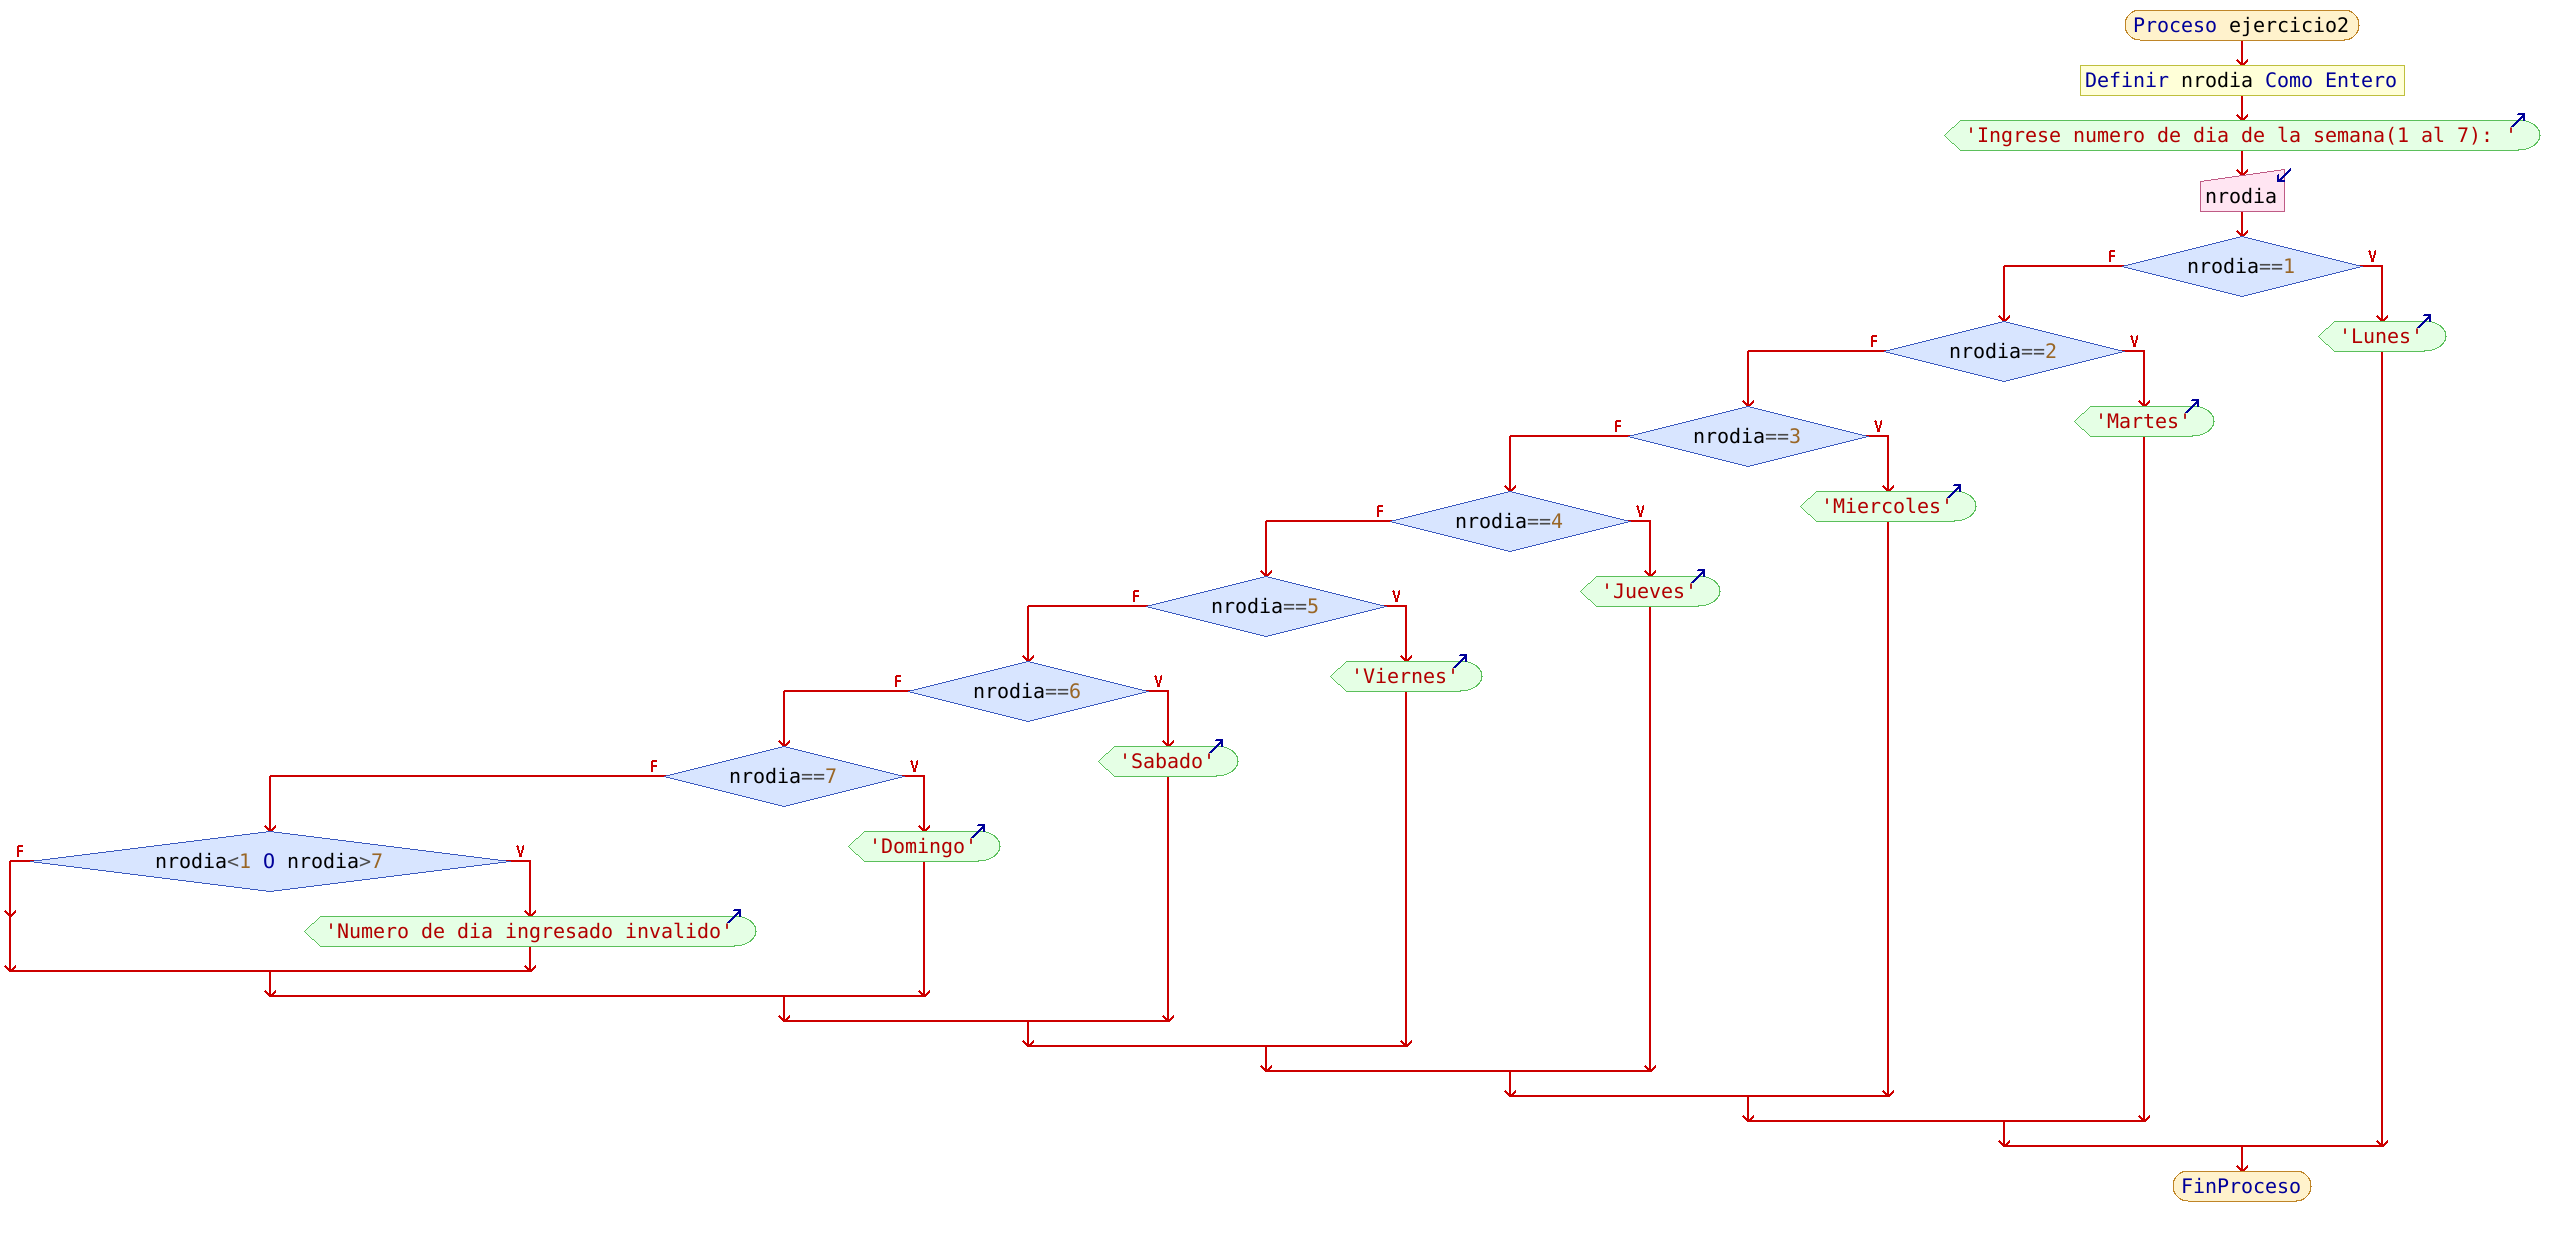 Proceso ejercicio2
Definir nrodia Como Entero
'Ingrese numero de dia de la semana(1 al 7): '
nrodia
nrodia==1
F
V
'Lunes'
nrodia==2
F
V
'Martes'
nrodia==3
F
V
'Miercoles'
nrodia==4
F
V
'Jueves'
nrodia==5
F
V
'Viernes'
nrodia==6
F
V
'Sabado'
nrodia==7
F
V
'Domingo'
nrodia<1 O nrodia>7
F
V
'Numero de dia ingresado invalido'
FinProceso